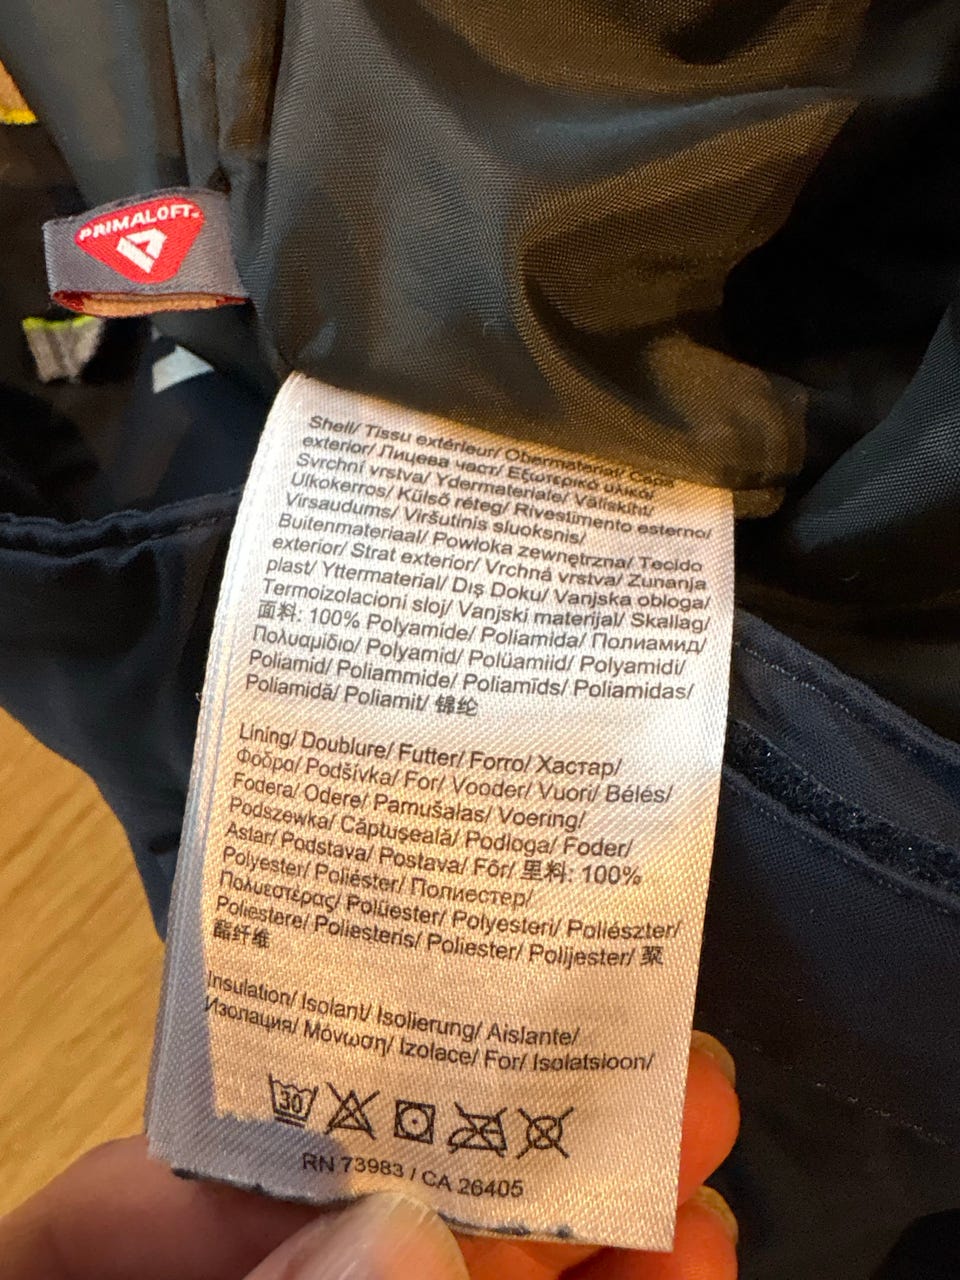 PRIMALOFT®
Shell/ Tissu extérieur/ Obermaterial/ Capa
exterior/ Лицева част/ Εξωτερικό υλικό/
Svrchní vrstva/ Ydermateriale/ Väliskiht/
Ulkokerros/ Külső réteg/ Rivestimento esterno/
Virsaudums/ Viršutinis sluoksnis/
Buitenmateriaal/ Powłoka zewnętrzna/ Tecido
exterior/ Strat exterior/ Vrchná vrstva/ Zunanja
plast/ Yttermaterial/ Dış Doku/ Vanjska obloga/
Termoizolacioni sloj/ Vanjski materijal/ Skallag/
面料: 100% Polyamide/ Poliamida/ Полиамид/
Πολυαμίδιο/ Polyamid/ Polüamiid/ Polyamidi/
Poliamid/ Poliammide/ Poliamīds/ Poliamidas/
Poliamidă/ Poliamit/ 锦纶
Lining/ Doublure/ Futter/ Forro/ Хастар/
Φόδρα/ Podšívka/ For/ Vooder/ Vuori/ Bélés/
Fodera/ Odere/ Pamušalas/ Voering/
Podszewka/ Căptuseală/ Podloga/ Foder/
Astar/ Podstava/ Postava/ Fôr/ 里料: 100%
Polyester/ Poliéster/ Полиестер/
Πολυεστέρας/ Polüester/ Polyesteri/ Poliészter/
Poliestere/ Poliesteris/ Poliester/ Polijester/ 聚
酯纤维
Insulation/ Isolant/ Isolierung/ Aislante/
Изолация/ Μόνωση/ Izolace/ For/ Isolatsioon/
30
RN 73983 / CA 26405